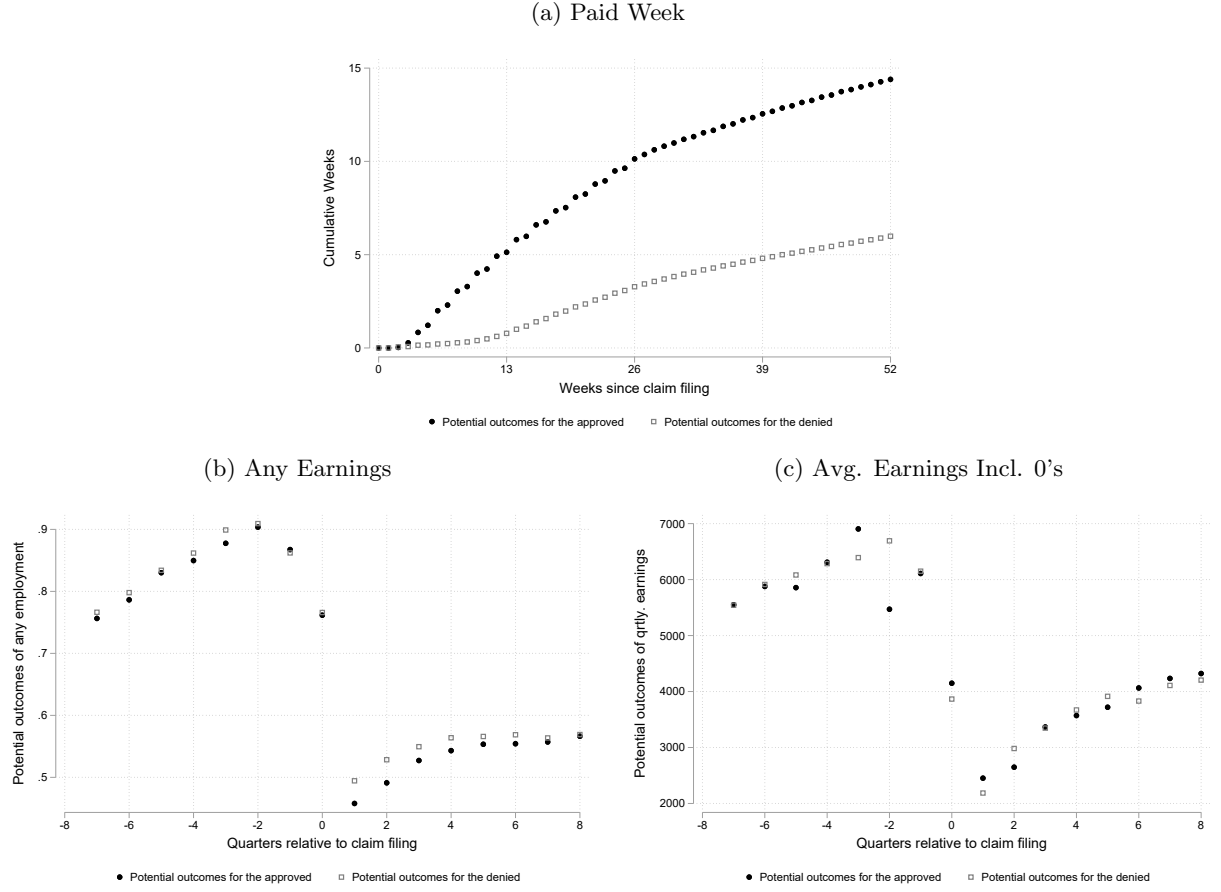 (a) Paid Week
15
10
5
0
Cumulative Weeks
0 13 26 39 52
Weeks since claim filing
Potential outcomes for the approved Potential outcomes for the denied
(b) Any Earnings
.9
.8
.7
.6
.5
Potential outcomes of any employment
-8 -6 -4 -2 0 2 4 6 8
Quarters relative to claim filing
Potential outcomes for the approved Potential outcomes for the denied
(c) Avg. Earnings Incl. 0's
7000
6000
5000
4000
3000
2000
Potential outcomes of qrtly. earnings
-8 -6 -4 -2 0 2 4 6 8
Quarters relative to claim filing
Potential outcomes for the approved Potential outcomes for the denied